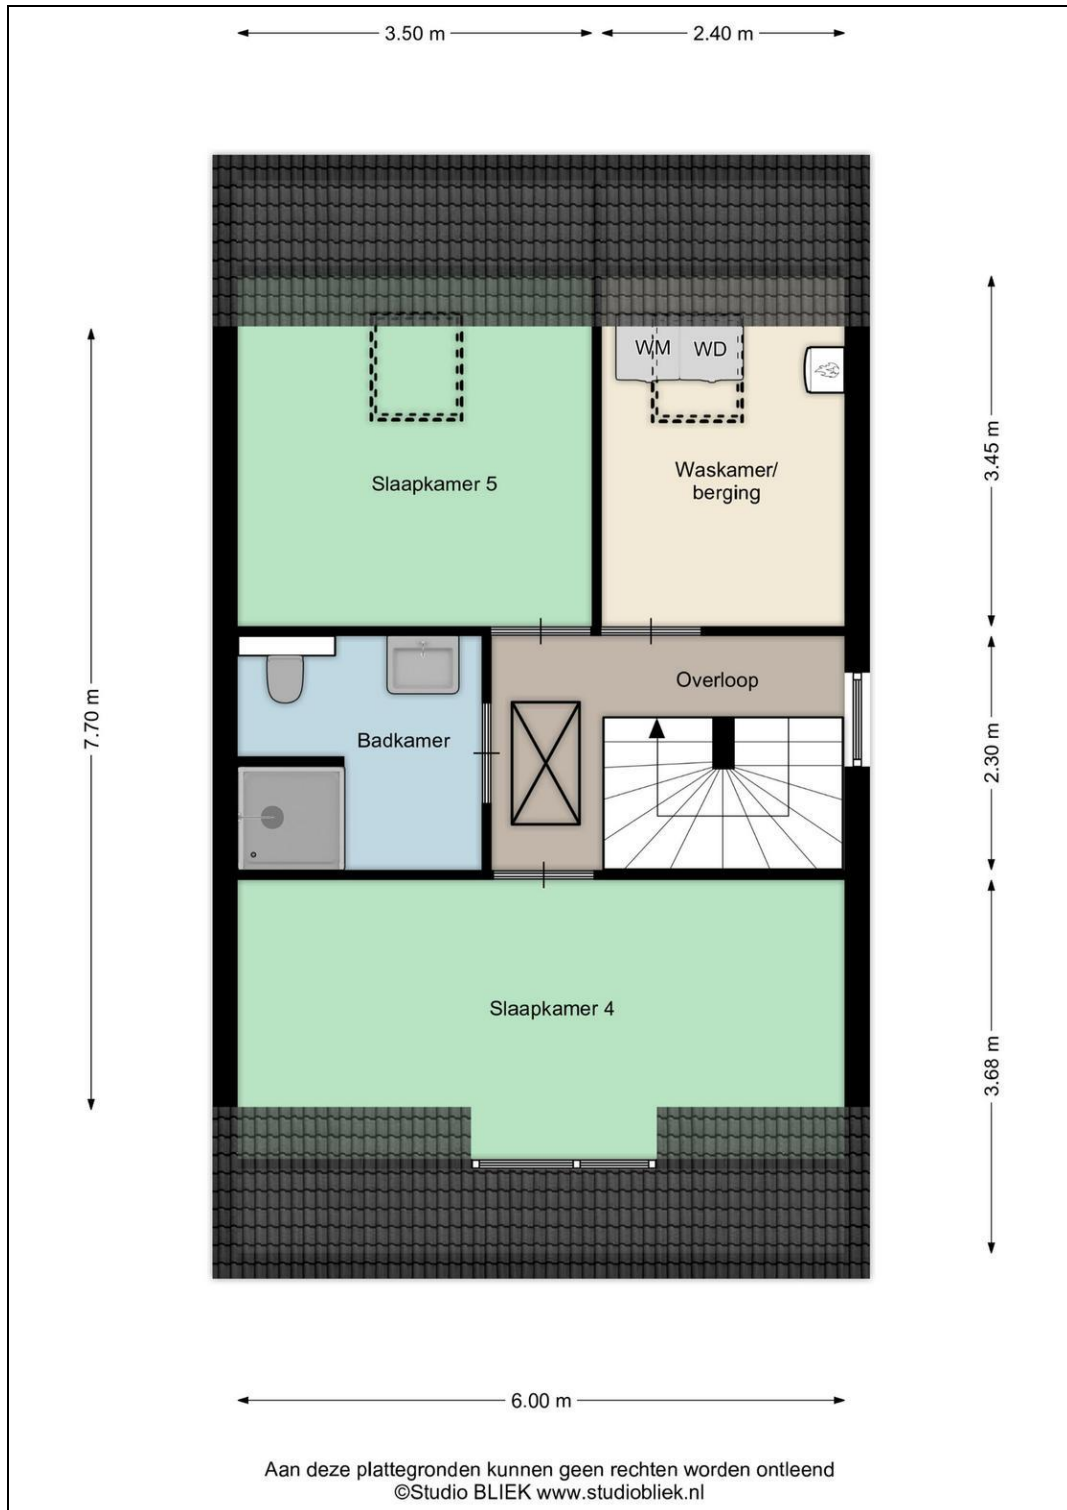 3.50 m
2.40 m
WM
WD
Slaapkamer 5
Waskamer/
berging
3.45 m
7.70 m
Overloop
Badkamer
2.30 m
Slaapkamer 4
3.68 m
6.00 m
Aan deze plattegronden kunnen geen rechten worden ontleend
©Studio BLIEK www.studiobliek.nl